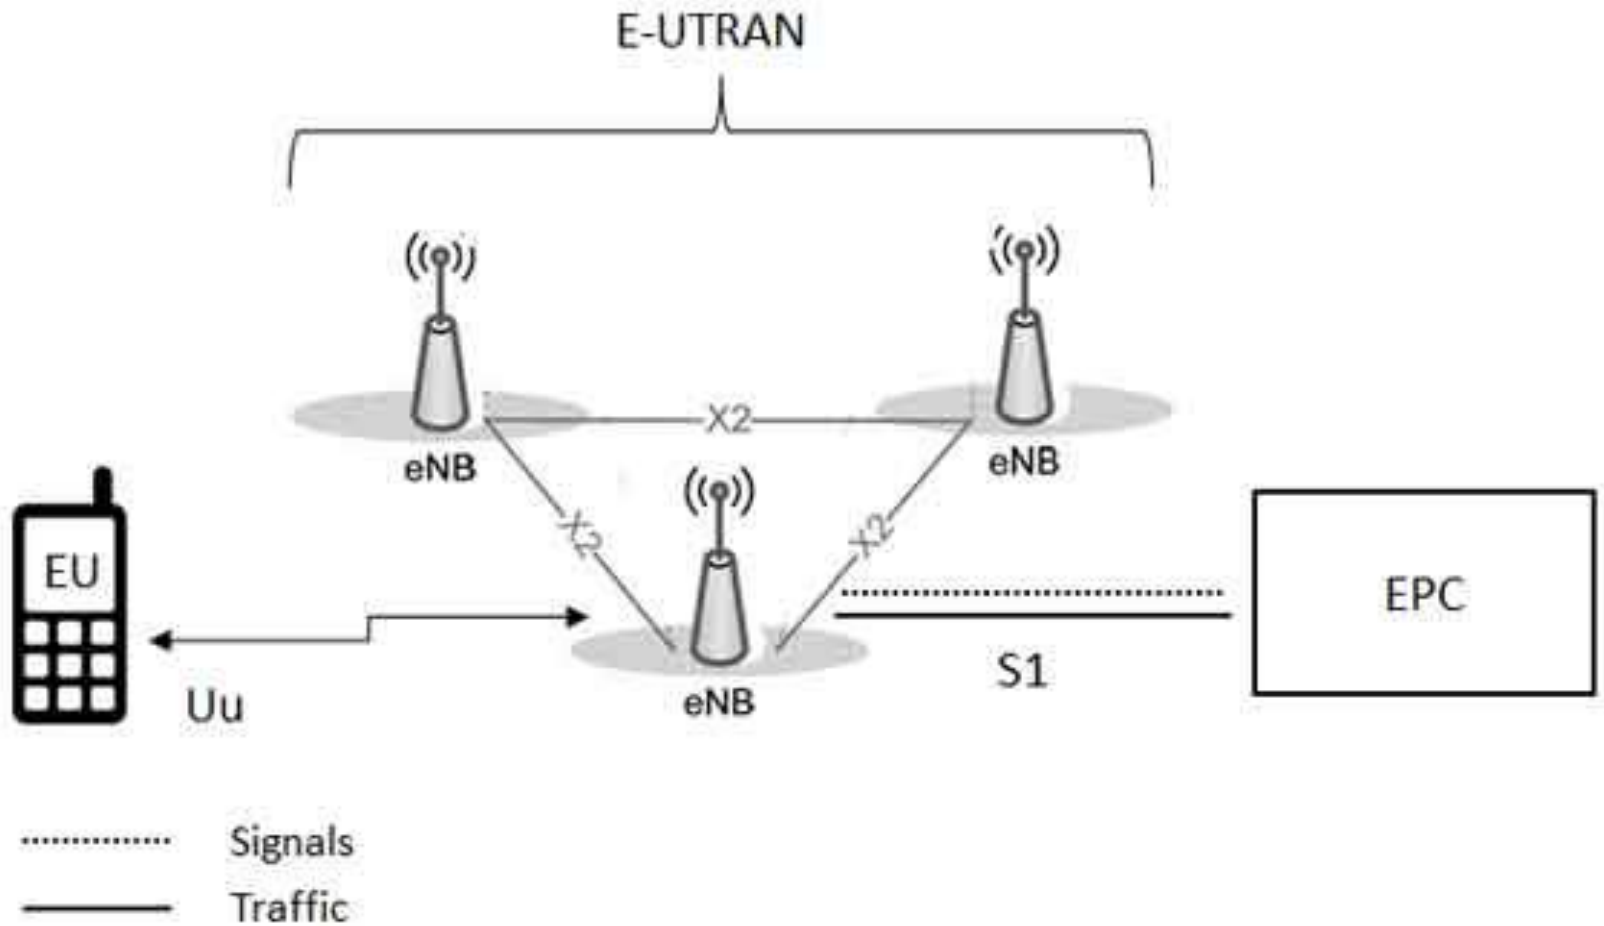 E-UTRAN
X2
eNB
eNB
X2
X2
EU
EPC
Uu
eNB
S1
Signals
Traffic